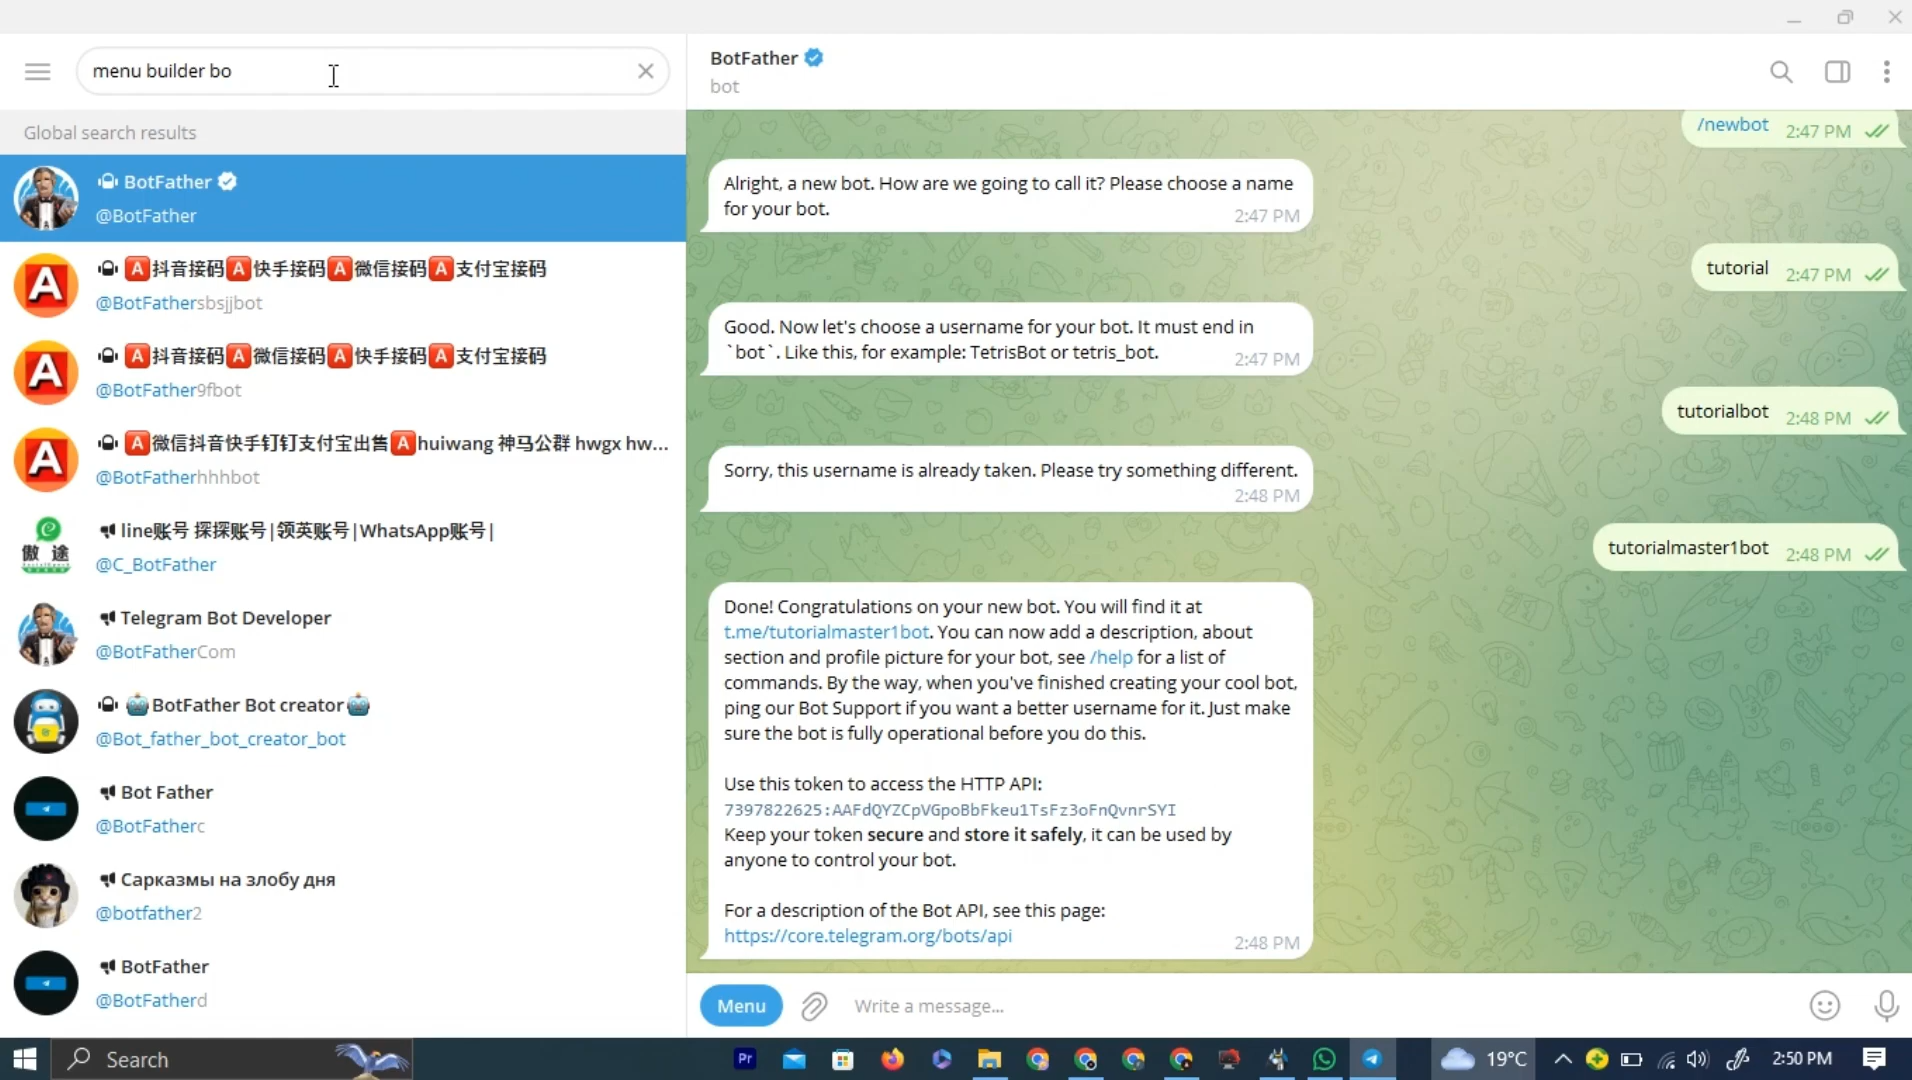 menu builder bo
Global search results
BotFather
@BotFather
A抖音接码A快手接码A微信接码A支付宝接码
@BotFathersbsjjbot
A抖音接码A微信接码A快手接码A支付宝接码
@BotFather9fbot
A微信抖音快手钉钉支付宝出售Ahuiwang 神马公群 hwgx hw...
@BotFatherhhhbot
傲途
line账号 探探账号|领英账号|WhatsApp账号|
@C_BotFather
Telegram Bot Developer
@BotFatherCom
BotFather Bot creator
@Bot_father_bot_creator_bot
Bot Father
@BotFatherc
Сарказмы на злобу дня
@botfather2
BotFather
@BotFatherd
BotFather
bot
/newbot 2:47 PM
Alright, a new bot. How are we going to call it? Please choose a name
for your bot. 2:47 PM
tutorial 2:47 PM
Good. Now let's choose a username for your bot. It must end in
`bot`. Like this, for example: TetrisBot or tetris_bot. 2:47 PM
tutorialbot 2:48 PM
Sorry, this username is already taken. Please try something different.
2:48 PM
tutorialmaster1bot 2:48 PM
Done! Congratulations on your new bot. You will find it at
t.me/tutorialmaster1bot. You can now add a description, about
section and profile picture for your bot, see /help for a list of
commands. By the way, when you've finished creating your cool bot,
ping our Bot Support if you want a better username for it. Just make
sure the bot is fully operational before you do this.
Use this token to access the HTTP API:
7397822625:AAFdQYZCpVGpoBbFkeu1TsFz3oFnQvnrSYI
Keep your token secure and store it safely, it can be used by
anyone to control your bot.
For a description of the Bot API, see this page:
https://core.telegram.org/bots/api 2:48 PM
Menu
Write a message...
Search
Pr
19°C
2:50 PM